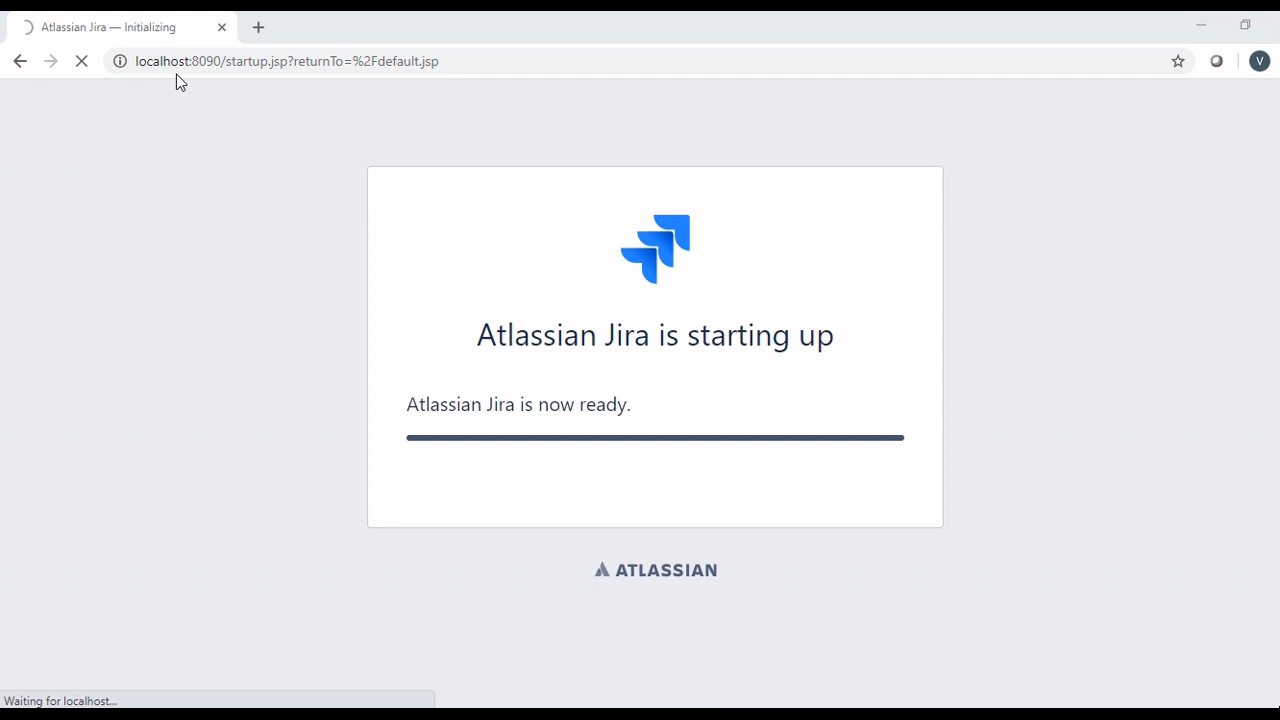 Atlassian Jira — Initializing
localhost:8090/startup.jsp?returnTo=%2Fdefault.jsp
V
Atlassian Jira is starting up
Atlassian Jira is now ready.
ATLASSIAN
Waiting for localhost...